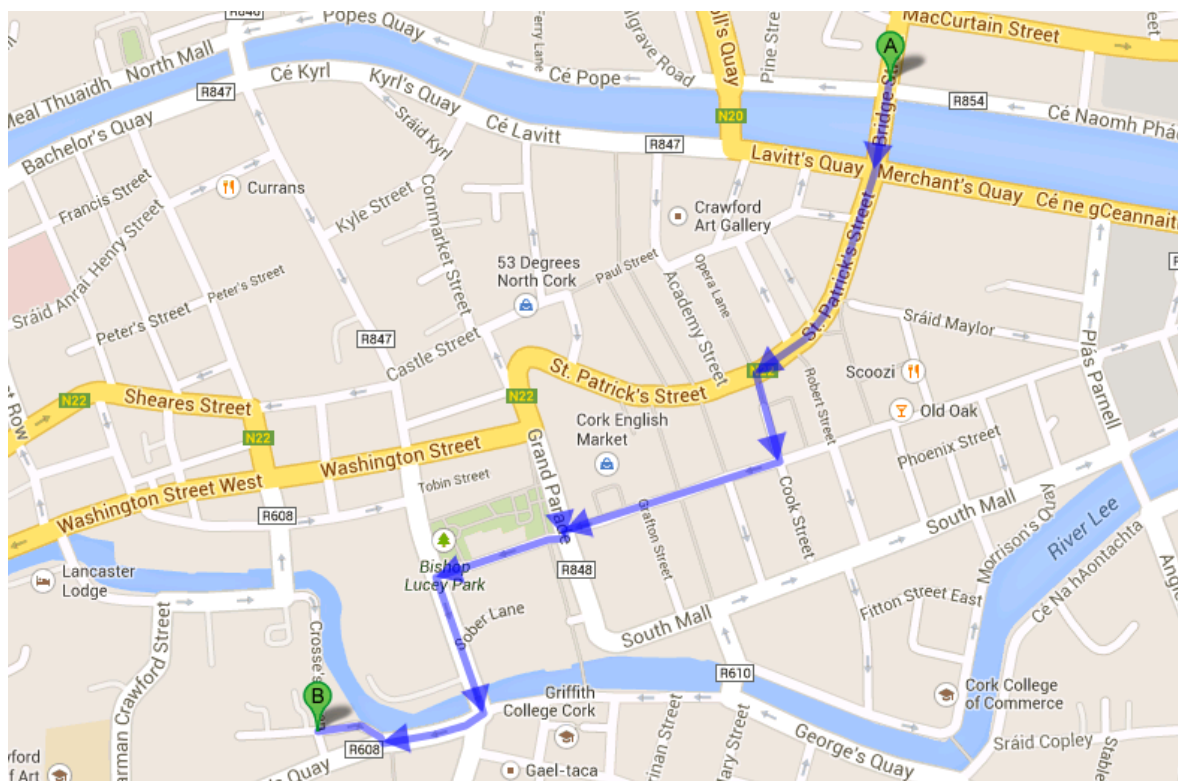 MacCurtain Street
Popes Quay
North Mall
Cé Kyrl
Kyrl's Quay
Cé Pope
Pine Stre
Bridge
A
R854
Cé Naomh Phá
R847
Bachelor's Quay
Sráid Kyrl
Cé Lavitt
N20
R847
Lavitt's Quay
Merchant's Quay
Cé ne gCeannait
Francis Street
Currans
Kyle Street
Cornmarket Street
Crawford
Art Gallery
Sráid Anraí Henry Street
Peter's Street
Peter's Street
53 Degrees
North Cork
Paul Street
Opera Lane
Academy Street
St. Patrick's Street
Sráid Maylor
Plás Parnell
R847
Castle Street
St. Patrick's Street
Robert Street
Scoozi
Old Oak
N22
Sheares Street
N22
N22
Cork English
Market
Washington Street
Grand Parade
Phoenix Street
Washington Street West
Tobin Street
Grafton Street
Cook Street
South Mall
Morrison's Quay
River Lee
R608
Bishop
Lucey Park
R848
Lancaster
Lodge
Cé Na hAontachta
Fitton Street East
South Mall
R610
Griffith
College Cork
Cork College
of Commerce
B
R608
George's Quay
Sráid Copley
Gael-taca